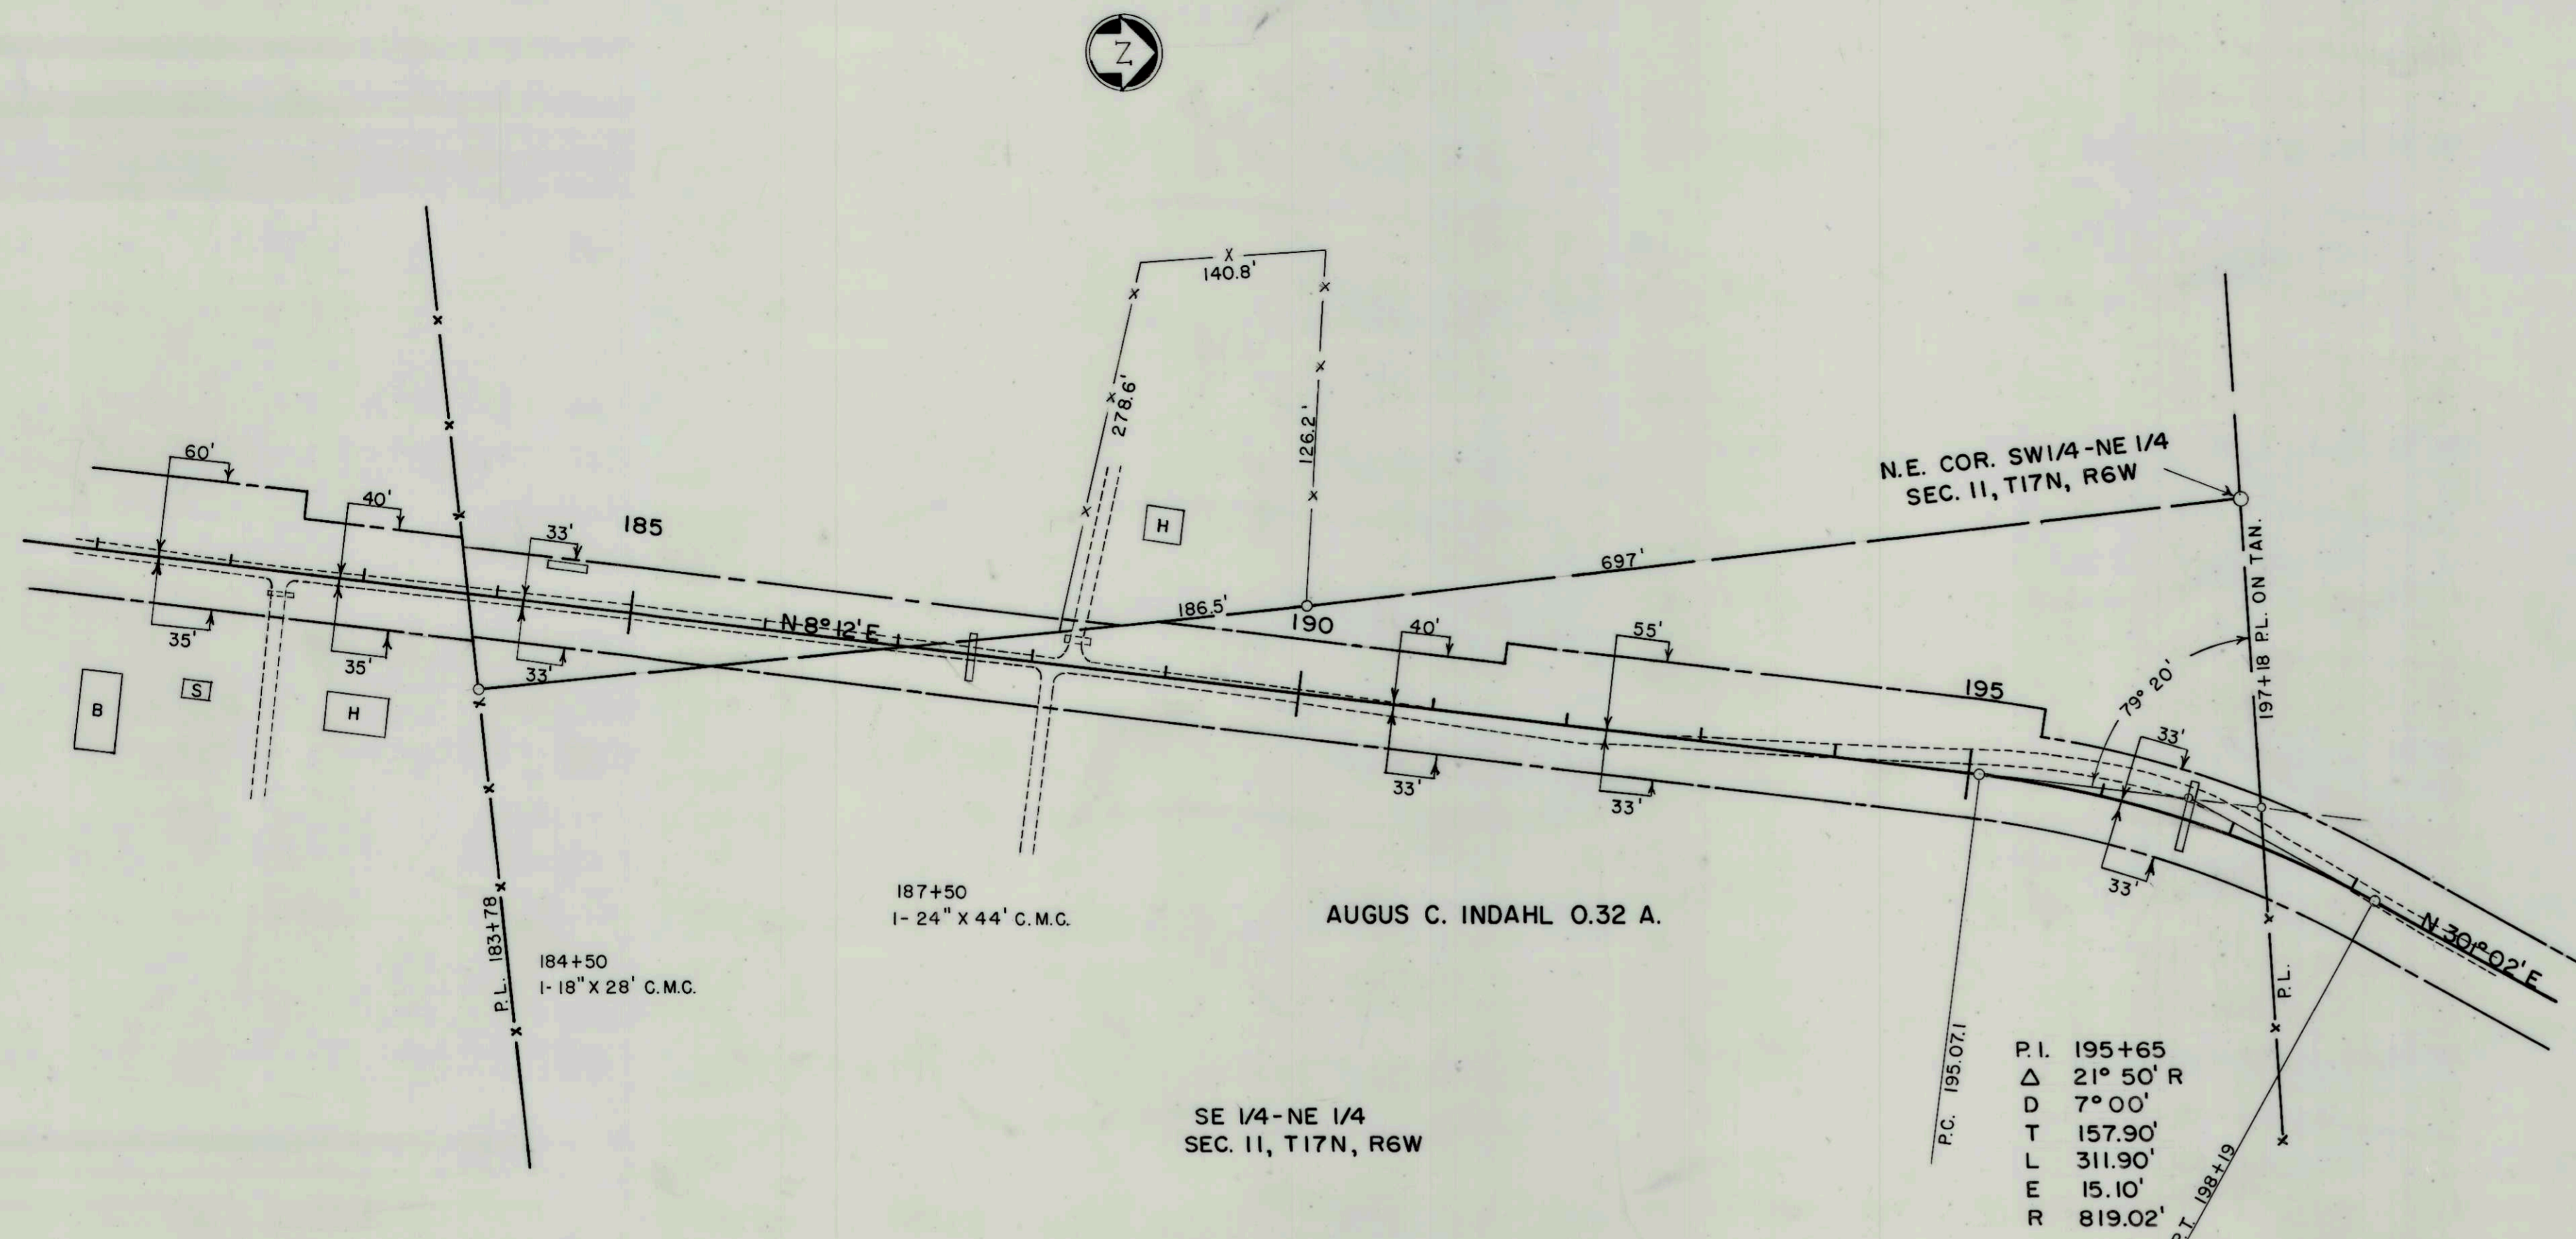 N
60'
40'
33'
185
35'
35'
33'
B
S
H
N 8° 12' E
140.8'
278.6'
126.2'
H
186.5'
190
697'
N.E. COR. SW1/4-NE 1/4
SEC. 11, T17N, R6W
40'
55'
195
33'
33'
79° 20'
197+18 P.L. ON TAN.
33'
33'
N 30° 02' E
P.L. 183+78
184+50
1-18" X 28' C.M.C.
187+50
1-24" X 44' C.M.C.
AUGUS C. INDAHL 0.32 A.
SE 1/4-NE 1/4
SEC. 11, T17N, R6W
P.C. 195.07.1
P.L.
P.I. 195+65
Δ 21° 50' R
D 7° 00'
T 157.90'
L 311.90'
E 15.10'
R 819.02'
P.T. 198+19